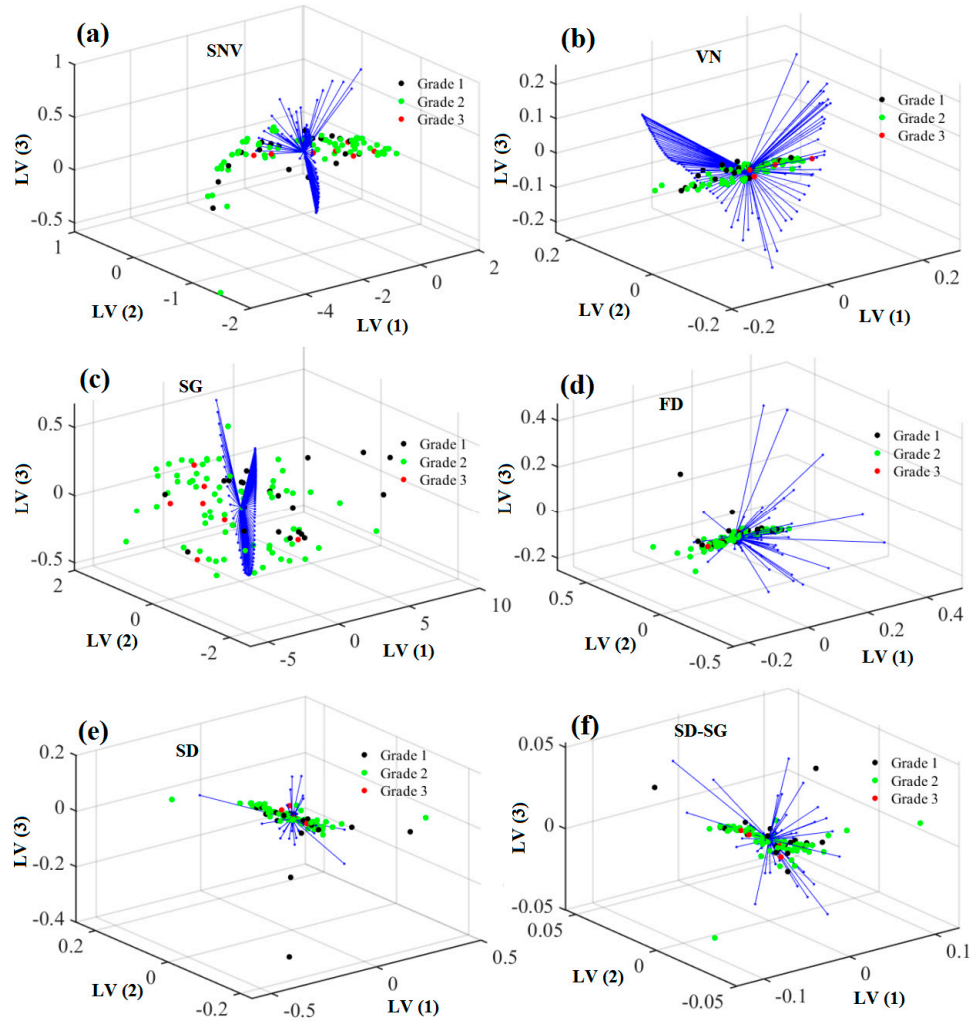 (a)
SNV
Grade 1
Grade 2
Grade 3
LV (3)
1
0.5
0
-0.5
1
0
-1
-2
LV (2)
-4
-2
0
2
LV (1)
(b)
VN
Grade 1
Grade 2
Grade 3
LV (3)
0.2
0.1
0
-0.1
-0.2
0.2
0
-0.2
LV (2)
-0.2
0
0.2
LV (1)
(c)
SG
Grade 1
Grade 2
Grade 3
LV (3)
0.5
0
-0.5
2
0
-2
LV (2)
-5
0
5
10
LV (1)
(d)
FD
Grade 1
Grade 2
Grade 3
LV (3)
0.4
0.2
0
-0.2
0.5
0
-0.5
LV (2)
-0.2
0
0.2
0.4
LV (1)
(e)
SD
Grade 1
Grade 2
Grade 3
LV (3)
0.2
0
-0.2
-0.4
0.2
0
-0.2
LV (2)
-0.5
0
0.5
LV (1)
(f)
SD-SG
Grade 1
Grade 2
Grade 3
LV (3)
0.05
0
-0.05
0.05
0
-0.05
LV (2)
-0.1
0
0.1
LV (1)